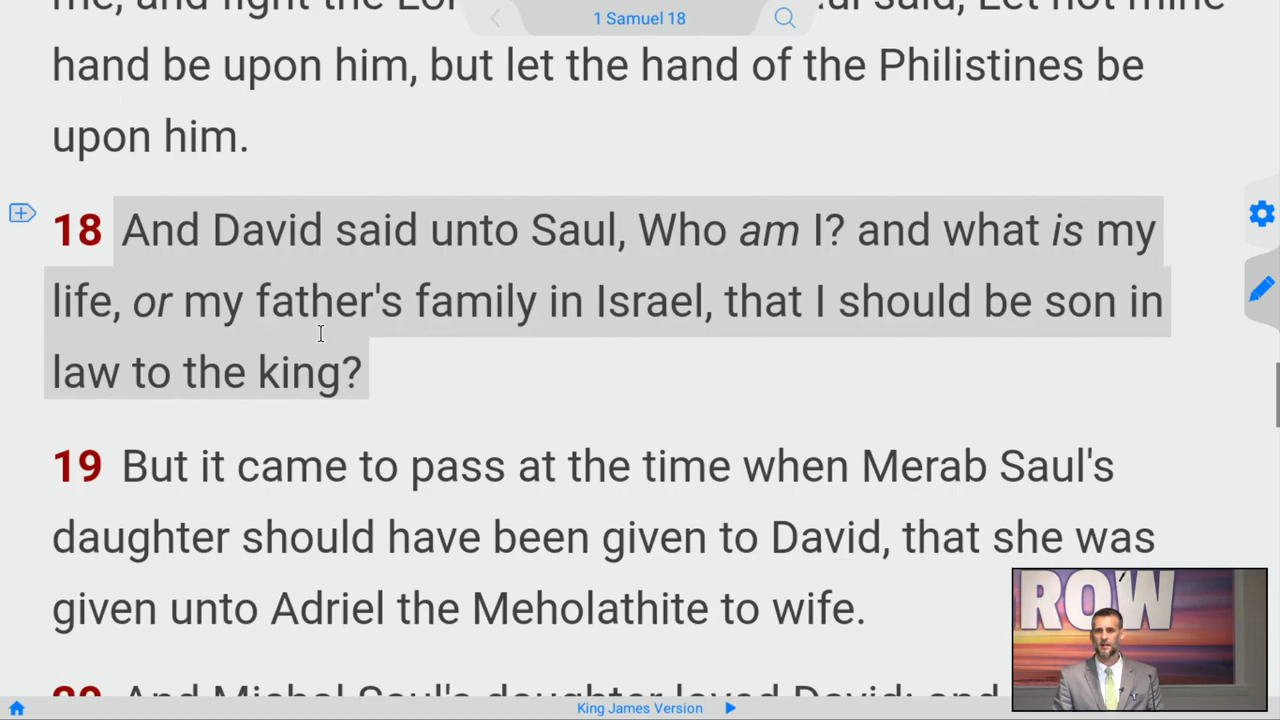 1 Samuel 18
hand be upon him, but let the hand of the Philistines be
upon him.
18 And David said unto Saul, Who am I? and what is my
life, or my father's family in Israel, that I should be son in
law to the king?
19 But it came to pass at the time when Merab Saul's
daughter should have been given to David, that she was
given unto Adriel the Meholathite to wife.
ROW
King James Version